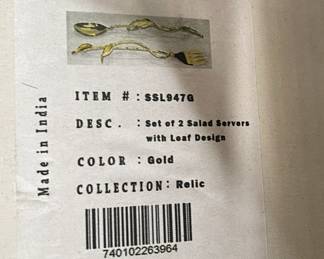 ITEM # : SSL947G
DESC. : Set of 2 Salad Servers
with Leaf Design
COLOR : Gold
COLLECTION: Relic
740102263964
Made in India